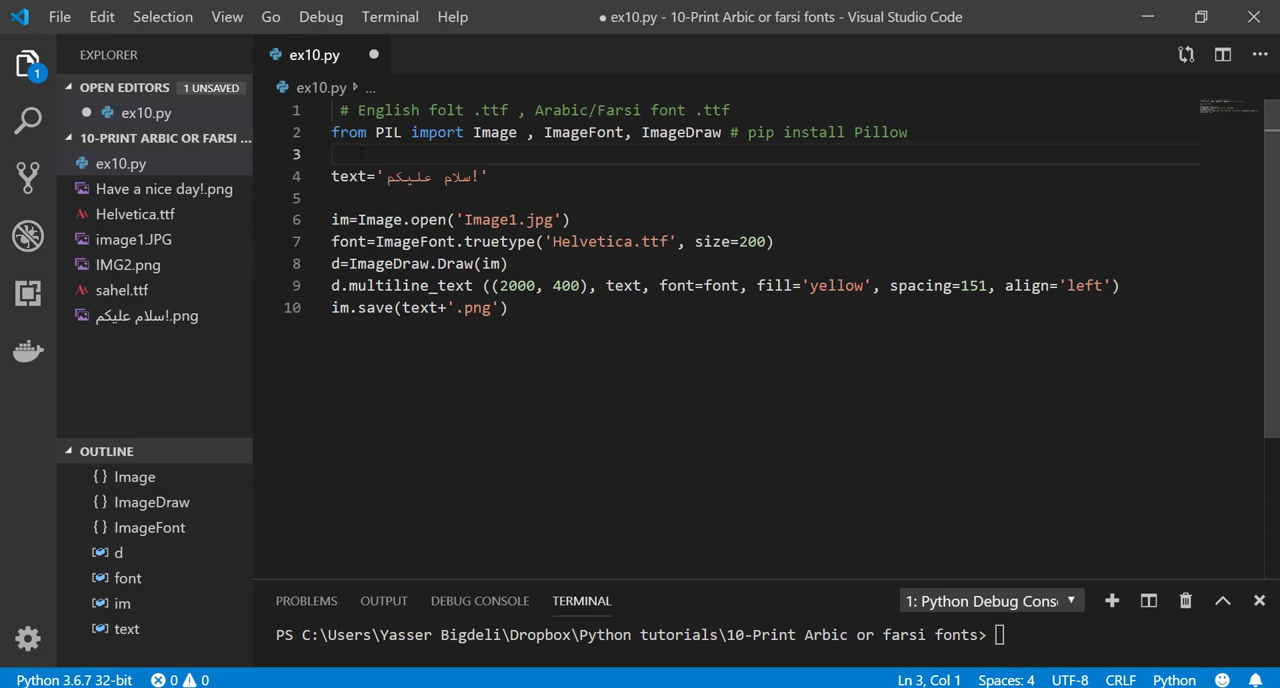 File Edit Selection View Go Debug Terminal Help
● ex10.py - 10-Print Arbic or farsi fonts - Visual Studio Code
EXPLORER
OPEN EDITORS 1 UNSAVED
ex10.py
10-PRINT ARBIC OR FARSI ...
ex10.py
Have a nice day!.png
Helvetica.ttf
image1.JPG
IMG2.png
sahel.ttf
سلام علیکم!.png
OUTLINE
Image
ImageDraw
ImageFont
d
font
im
text
1
ex10.py
ex10.py ...
1 # English folt .ttf , Arabic/Farsi font .ttf
2 from PIL import Image , ImageFont, ImageDraw # pip install Pillow
3
4 text='سلام علیکم!'
5
6 im=Image.open('Image1.jpg')
7 font=ImageFont.truetype('Helvetica.ttf', size=200)
8 d=ImageDraw.Draw(im)
9 d.multiline_text ((2000, 400), text, font=font, fill='yellow', spacing=151, align='left')
10 im.save(text+'.png')
PROBLEMS OUTPUT DEBUG CONSOLE TERMINAL 1: Python Debug Cons
PS C:\Users\Yasser Bigdeli\Dropbox\Python tutorials\10-Print Arbic or farsi fonts>
Python 3.6.7 32-bit 0 0 Ln 3, Col 1 Spaces: 4 UTF-8 CRLF Python